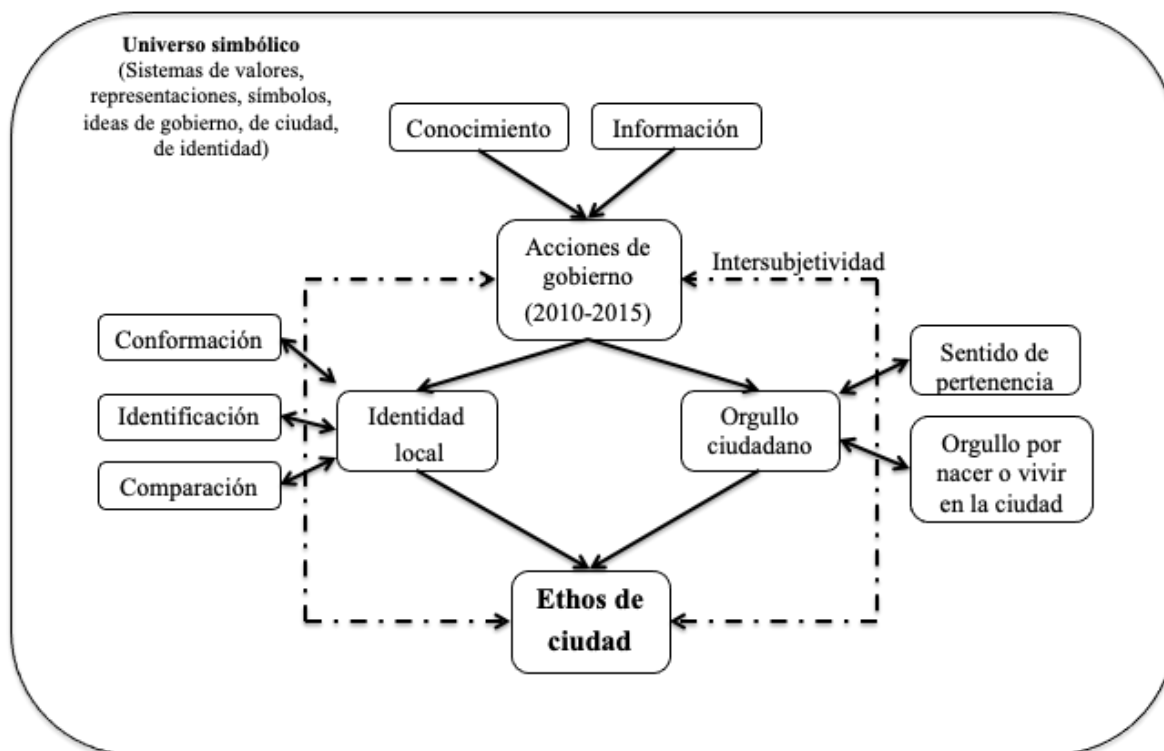 Universo simbólico
(Sistemas de valores,
representaciones, símbolos,
ideas de gobierno, de ciudad,
de identidad)
Conocimiento
Información
Acciones de
gobierno
(2010-2015)
Intersubjetividad
Conformación
Identificación
Comparación
Identidad
local
Orgullo
ciudadano
Sentido de
pertenencia
Orgullo por
nacer o vivir
en la ciudad
Ethos de
ciudad